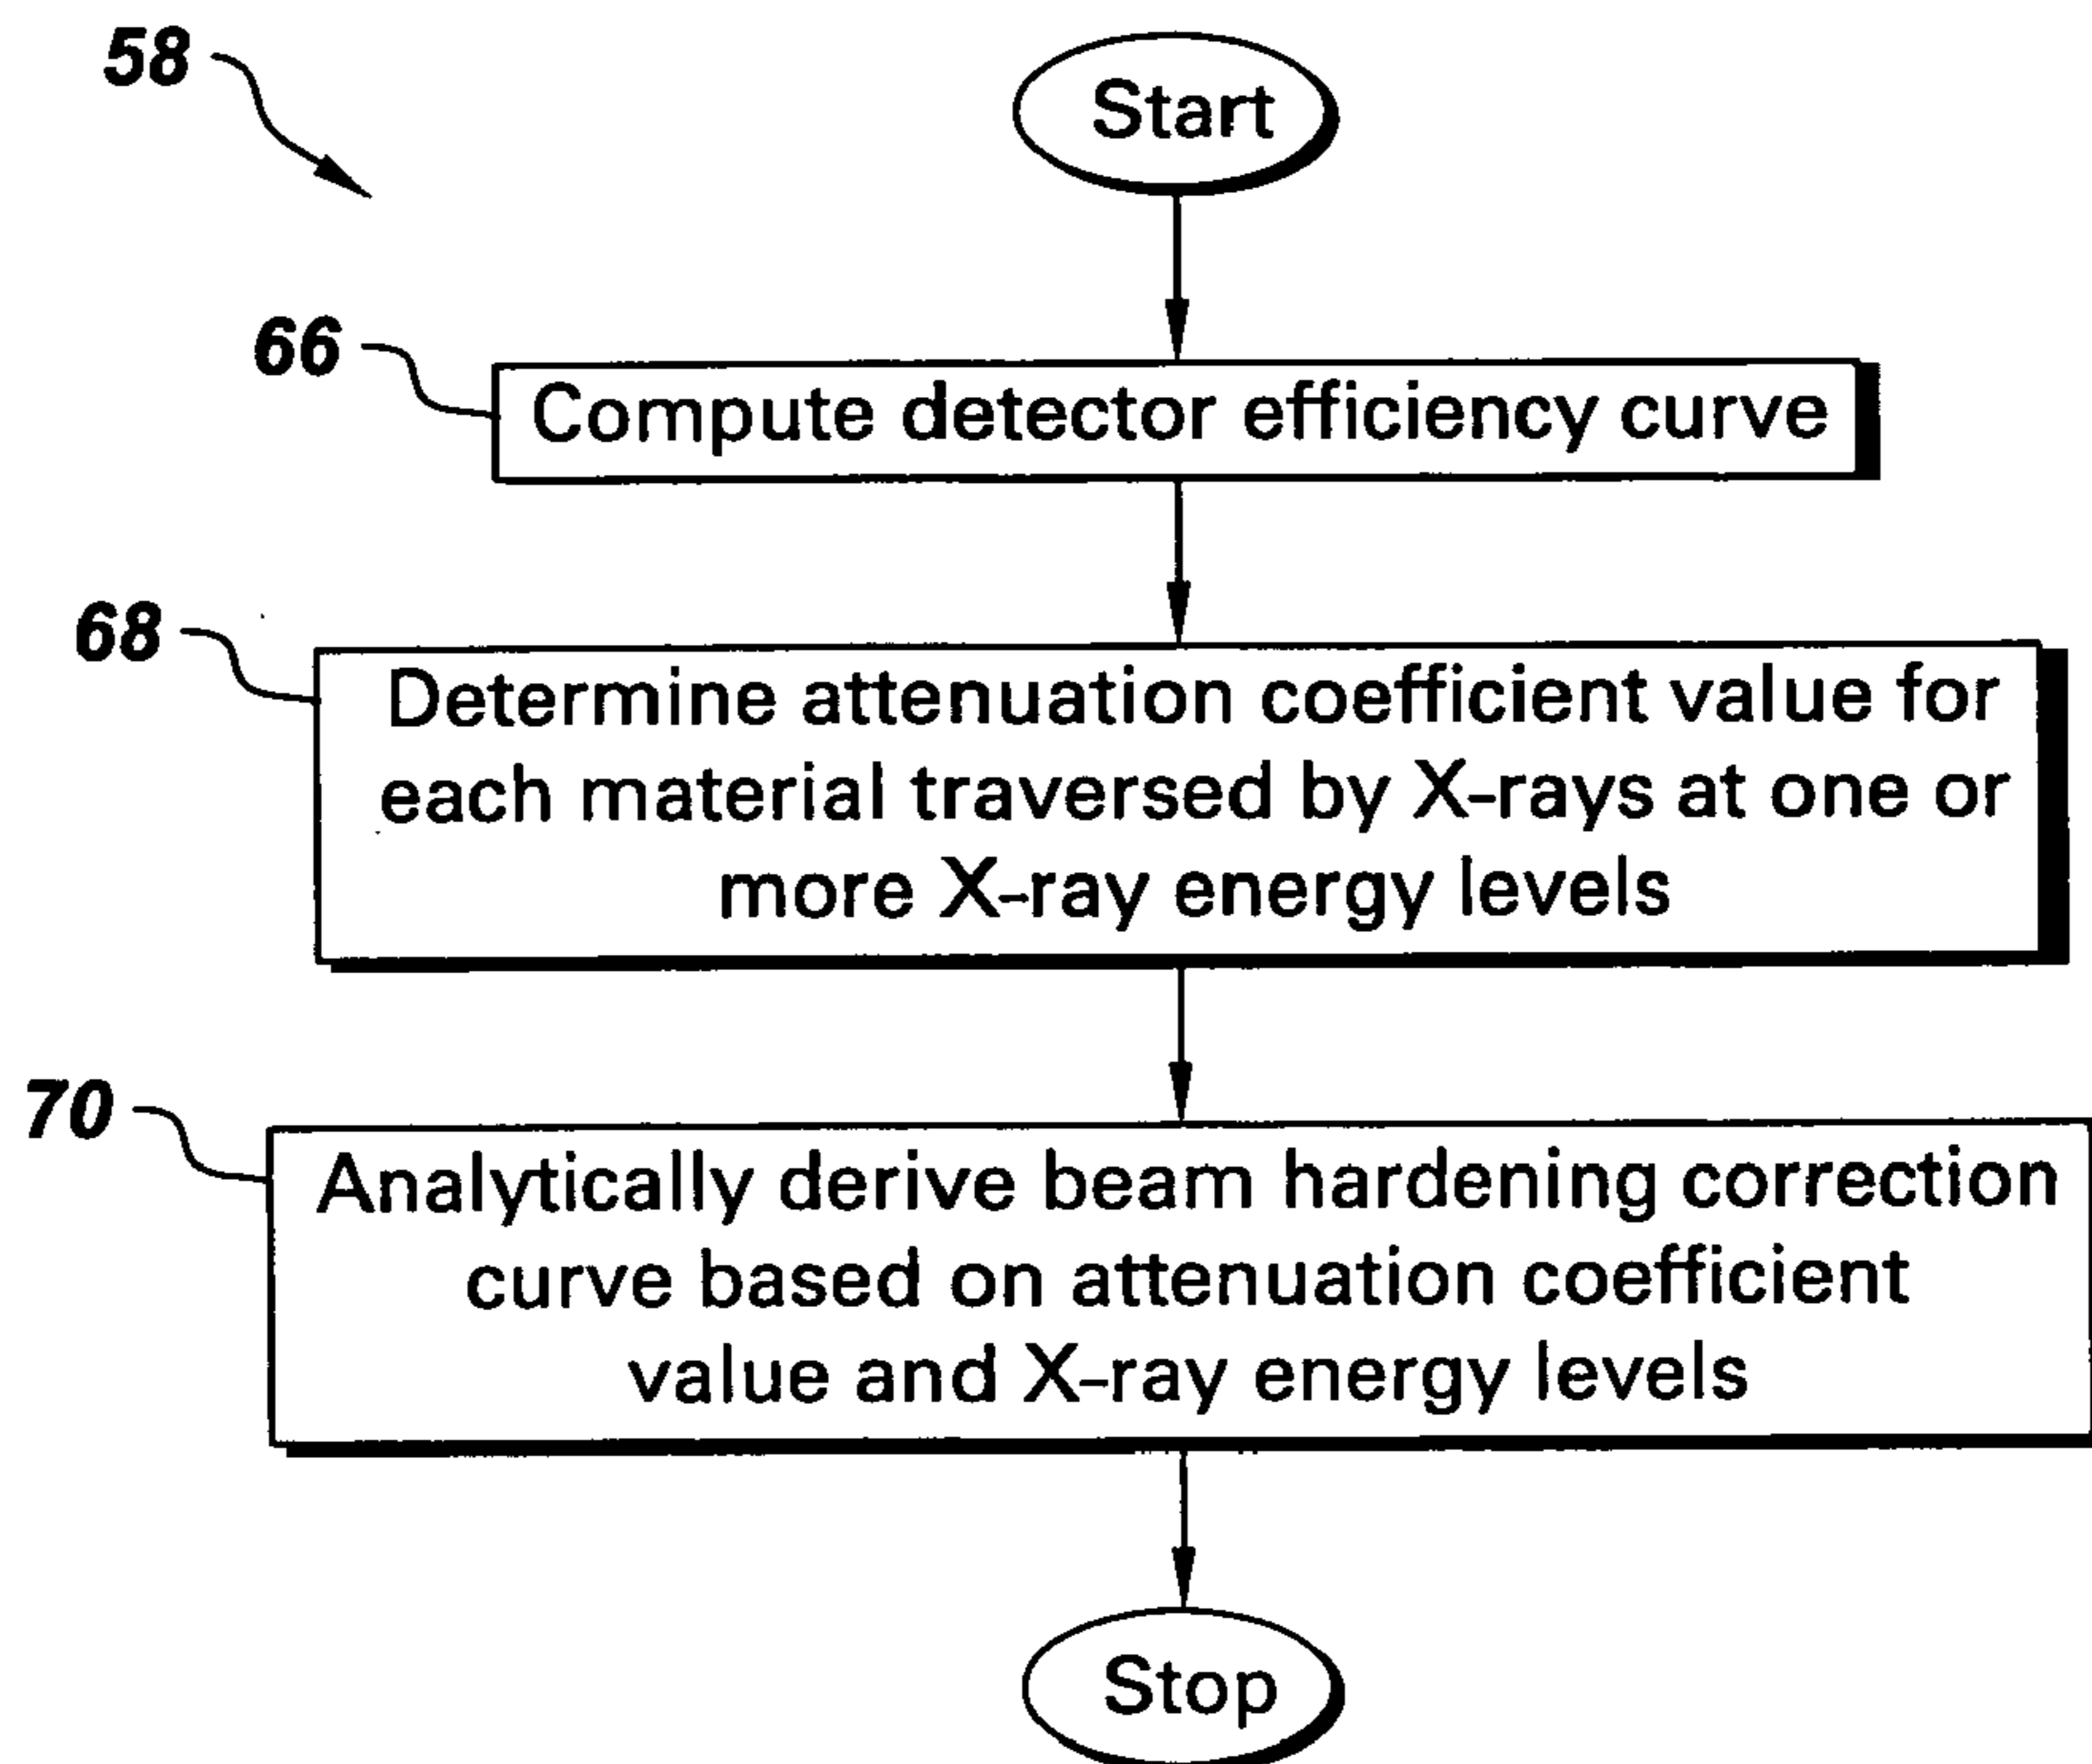 58
Start
66
Compute detector efficiency curve
68
Determine attenuation coefficient value for
each material traversed by X-rays at one or
more X-ray energy levels
70
Analytically derive beam hardening correction
curve based on attenuation coefficient
value and X-ray energy levels
Stop